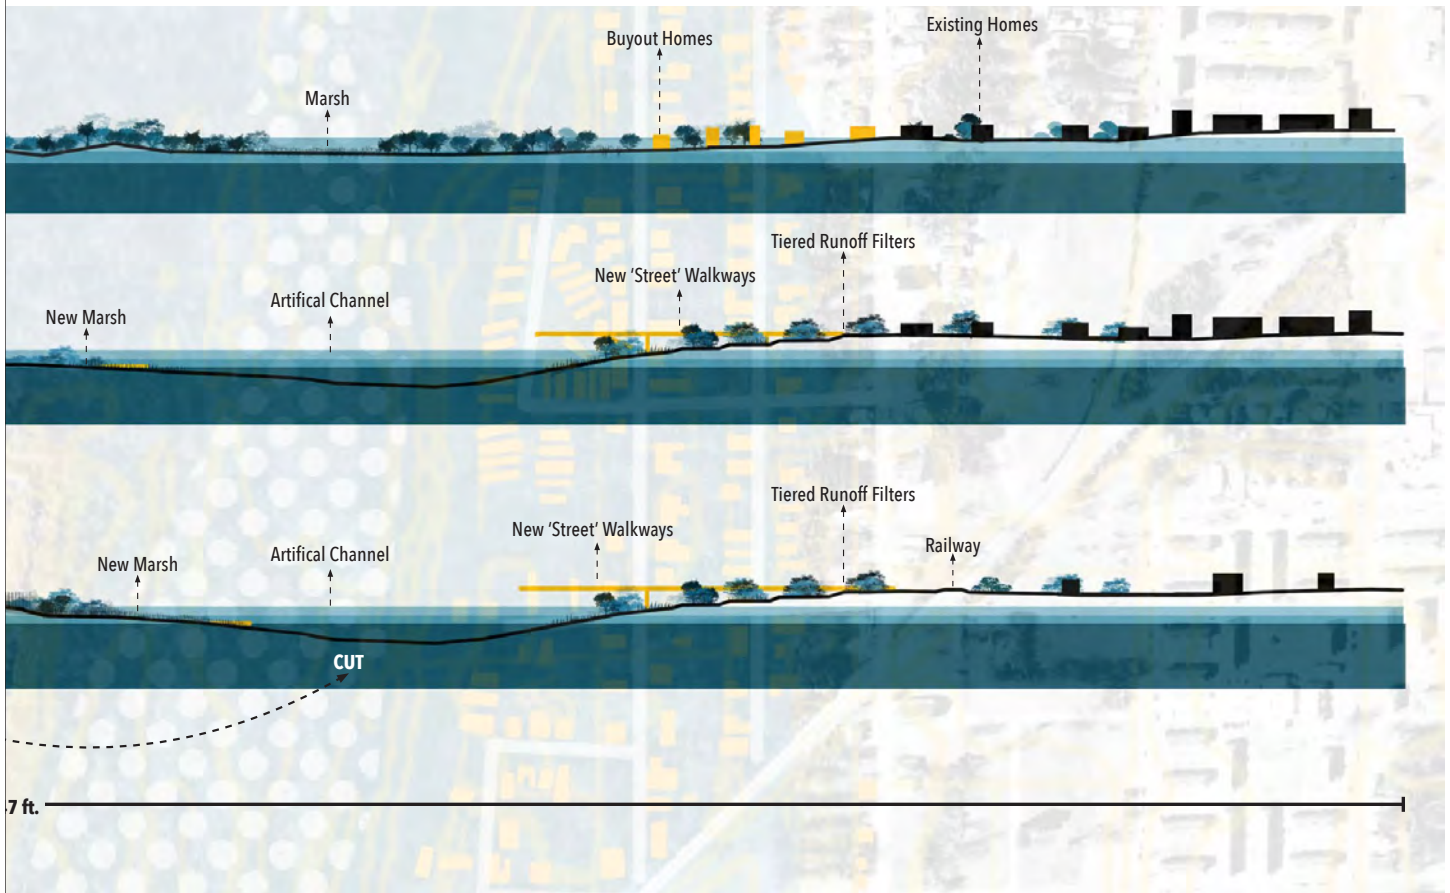 Existing Homes
Buyout Homes
Marsh
Tiered Runoff Filters
New ‘Street’ Walkways
Artifical Channel
New Marsh
Tiered Runoff Filters
New ‘Street’ Walkways
Railway
Artifical Channel
New Marsh
CUT
7 ft.